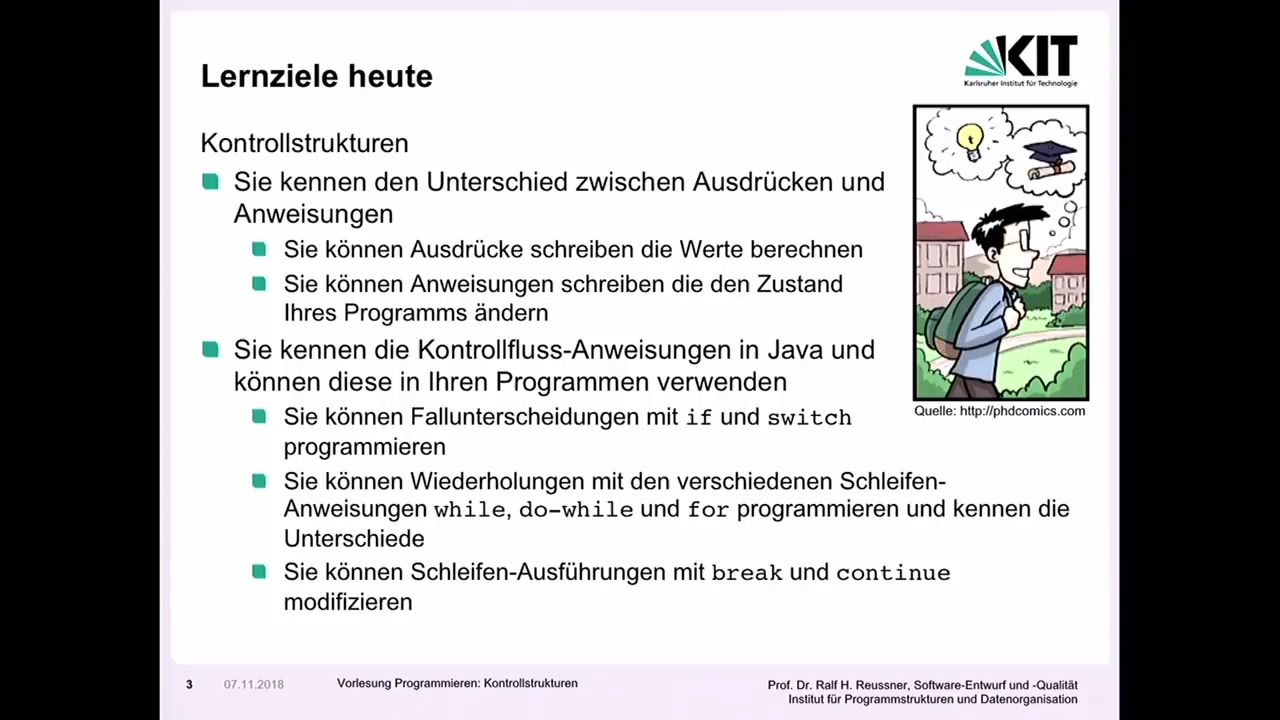 Lernziele heute
KIT
Karlsruher Institut für Technologie
Kontrollstrukturen
Sie kennen den Unterschied zwischen Ausdrücken und
Anweisungen
Sie können Ausdrücke schreiben die Werte berechnen
Sie können Anweisungen schreiben die den Zustand
Ihres Programms ändern
Sie kennen die Kontrollfluss-Anweisungen in Java und
können diese in Ihren Programmen verwenden
Quelle: http://phdcomics.com
Sie können Fallunterscheidungen mit if und switch
programmieren
Sie können Wiederholungen mit den verschiedenen Schleifen-
Anweisungen while, do-while und for programmieren und kennen die
Unterschiede
Sie können Schleifen-Ausführungen mit break und continue
modifizieren
3 07.11.2018 Vorlesung Programmieren: Kontrollstrukturen
Prof. Dr. Ralf H. Reussner, Software-Entwurf und -Qualität
Institut für Programmstrukturen und Datenorganisation